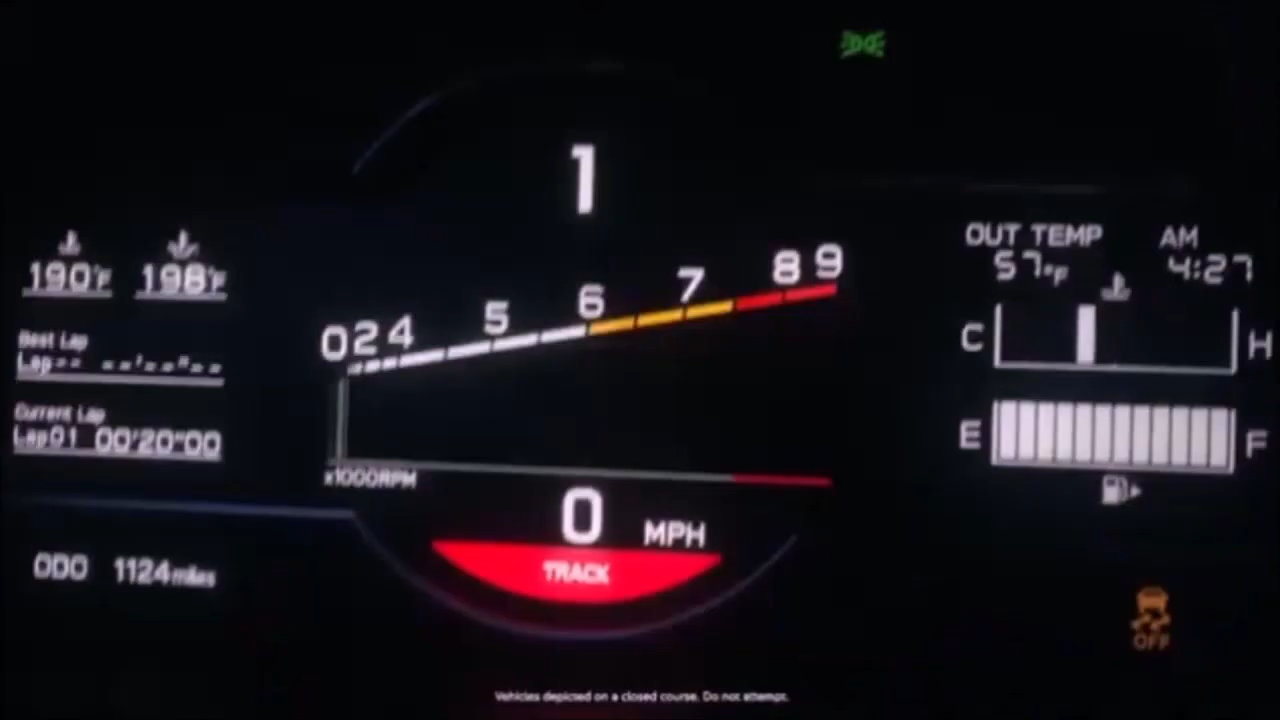 1
190°F 198°F
OUT TEMP AM
57°F 4:27
C H
E F
Best Lap
Lap-- --'--"--
Current Lap
Lap01 00'20"00
0 2 4 5 6 7 8 9
x1000RPM
0 MPH
TRACK
ODO 1124miles
OFF
Vehicles depicted on a closed course. Do not attempt.